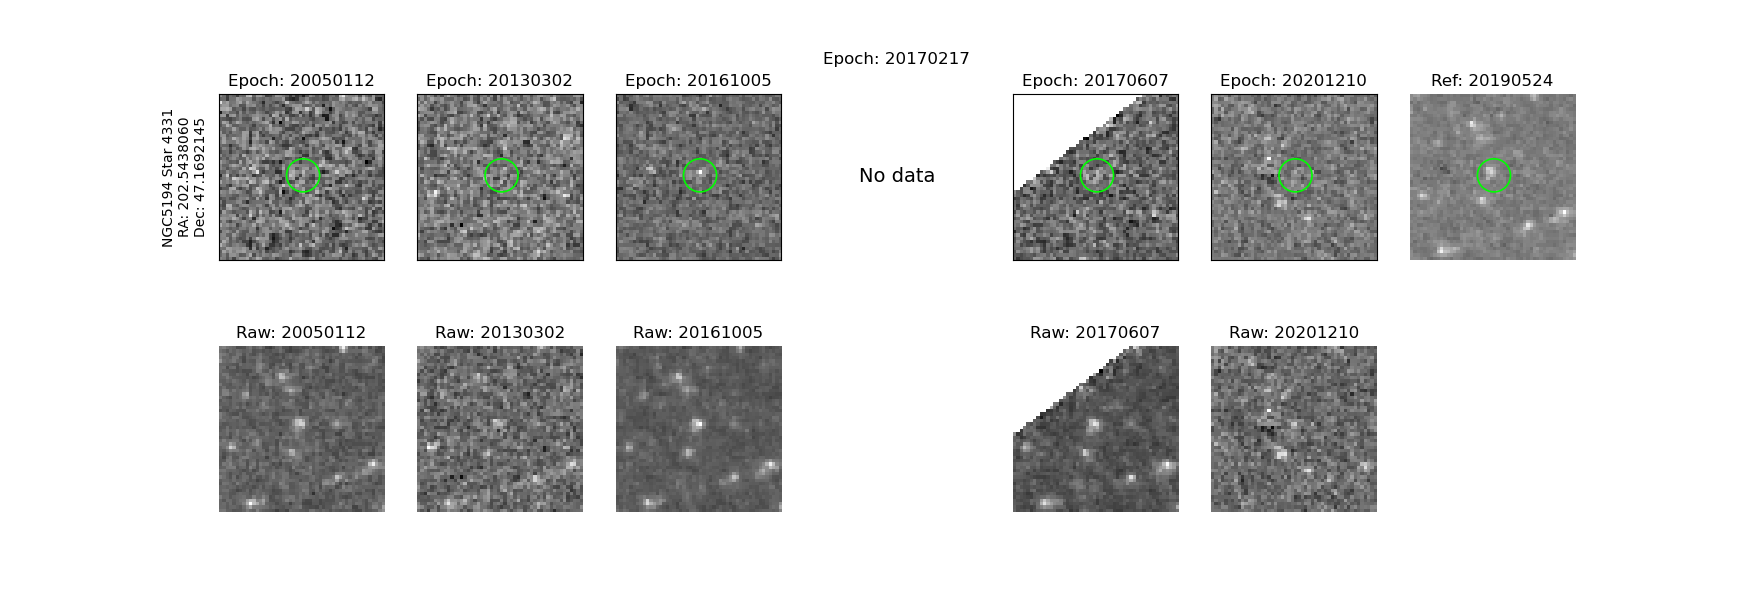 Epoch: 20170217
Epoch: 20050112
Epoch: 20130302
Epoch: 20161005
Epoch: 20170607
Epoch: 20201210
Ref: 20190524
NGC5194 Star 4331
RA: 202.5438060
Dec: 47.1692145
No data
Raw: 20050112
Raw: 20130302
Raw: 20161005
Raw: 20170607
Raw: 20201210